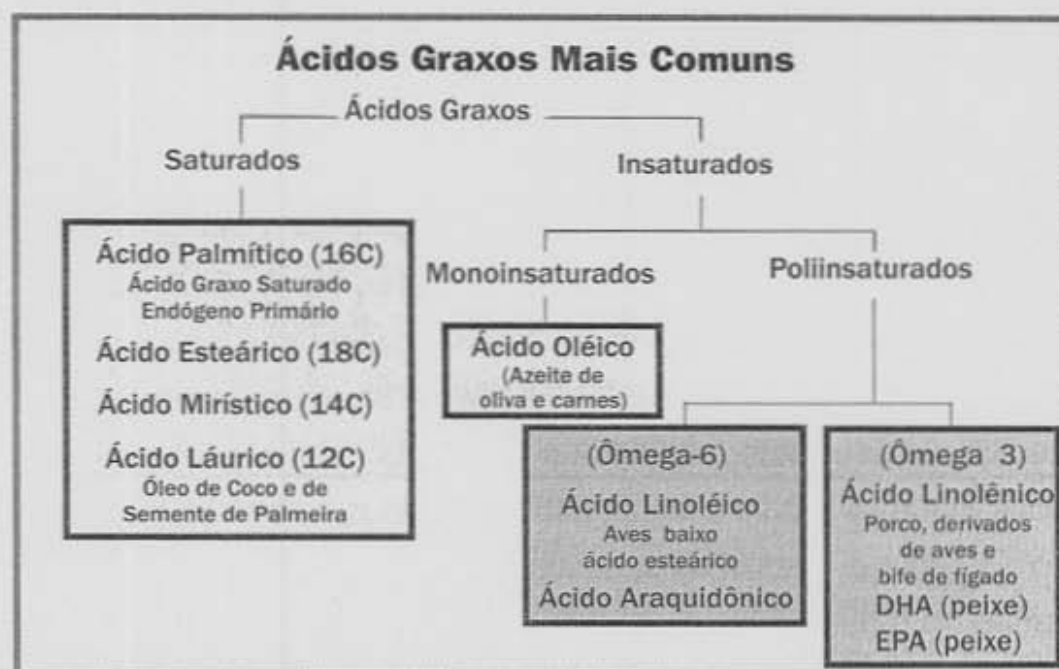 Ácidos Graxos Mais Comuns
Ácidos Graxos
Saturados
Insaturados
Ácido Palmítico (16C)
Ácido Graxo Saturado
Endógeno Primário
Ácido Esteárico (18C)
Ácido Mirístico (14C)
Ácido Láurico (12C)
Óleo de Coco e de
Semente de Palmeira
Monoinsaturados
Poliinsaturados
Ácido Oléico
(Azeite de
oliva e carnes)
(Ômega-6)
Ácido Linoléico
Aves baixo
ácido esteárico
Ácido Araquidônico
(Ômega 3)
Ácido Linolênico
Porco, derivados
de aves e
bife de fígado
DHA (peixe)
EPA (peixe)